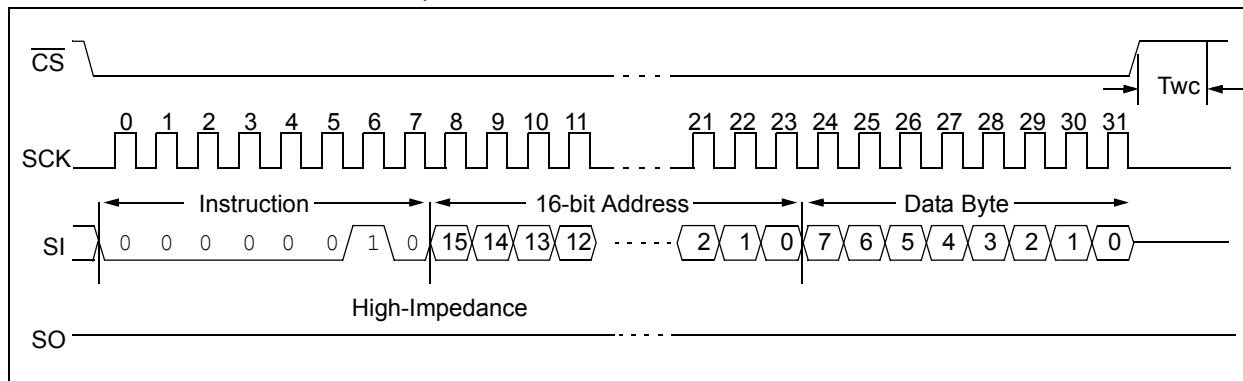 CS
Twc
0 1 2 3 4 5 6 7 8 9 10 11 21 22 23 24 25 26 27 28 29 30 31
SCK
Instruction 16-bit Address Data Byte
SI 0 0 0 0 0 0 1 0 15 14 13 12 2 1 0 7 6 5 4 3 2 1 0
High-Impedance
SO